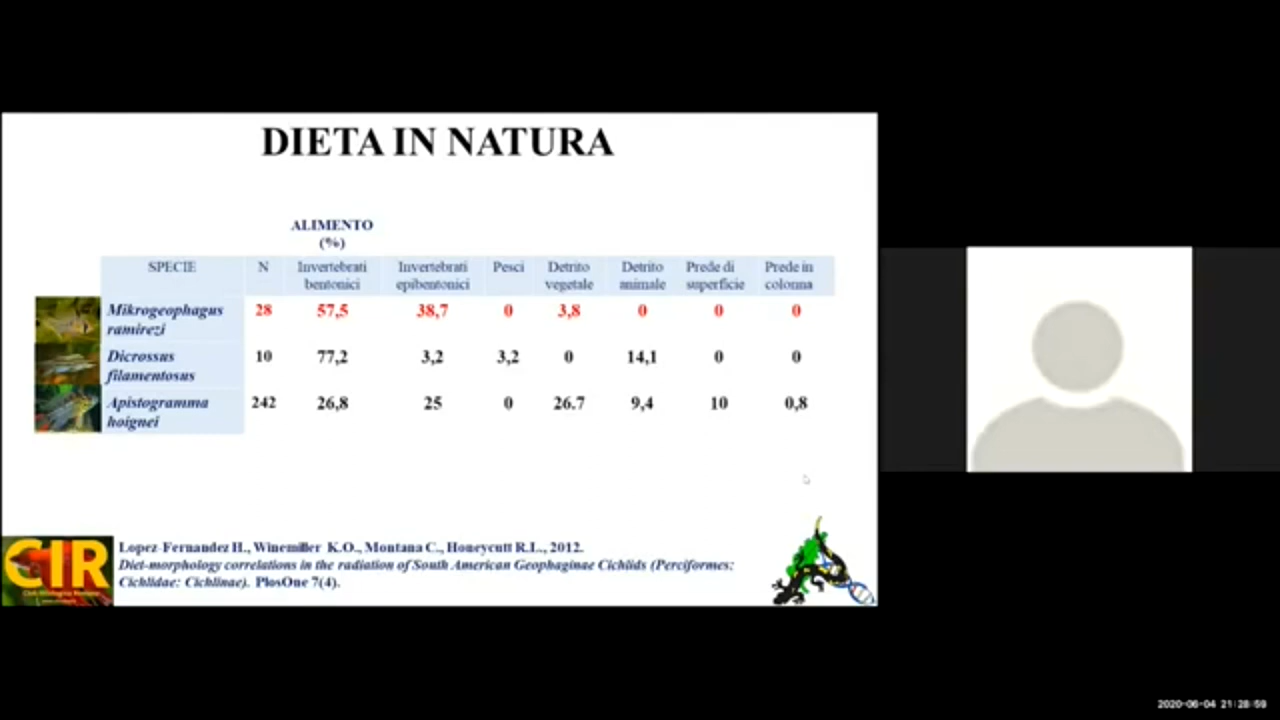 DIETA IN NATURA
ALIMENTO
(%)
SPECIE N Invertebrati bentonici Invertebrati epibentonici Pesci Detrito vegetale Detrito animale Prede di superficie Prede in colonna
Mikrogeophagus ramirezi 28 57,5 38,7 0 3,8 0 0 0
Dicrossus filamentosus 10 77,2 3,2 3,2 0 14,1 0 0
Apistogramma hoignei 242 26,8 25 0 26.7 9,4 10 0,8
CIR
Lopez-Fernandez H., Winemiller K.O., Montana C., Honeycutt R.L., 2012.
Diet-morphology correlations in the radiation of South American Geophaginae Cichlids (Perciformes:
Cichlidae: Cichlinae). PlosOne 7(4).
2020-06-04 21:28:59